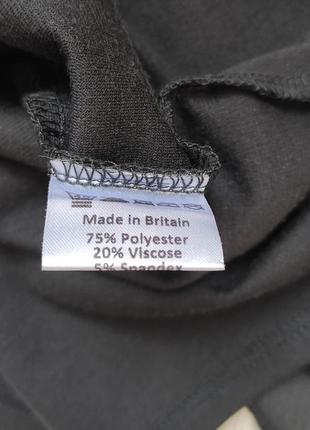 Made in Britain
75% Polyester
20% Viscose
5% Spandex